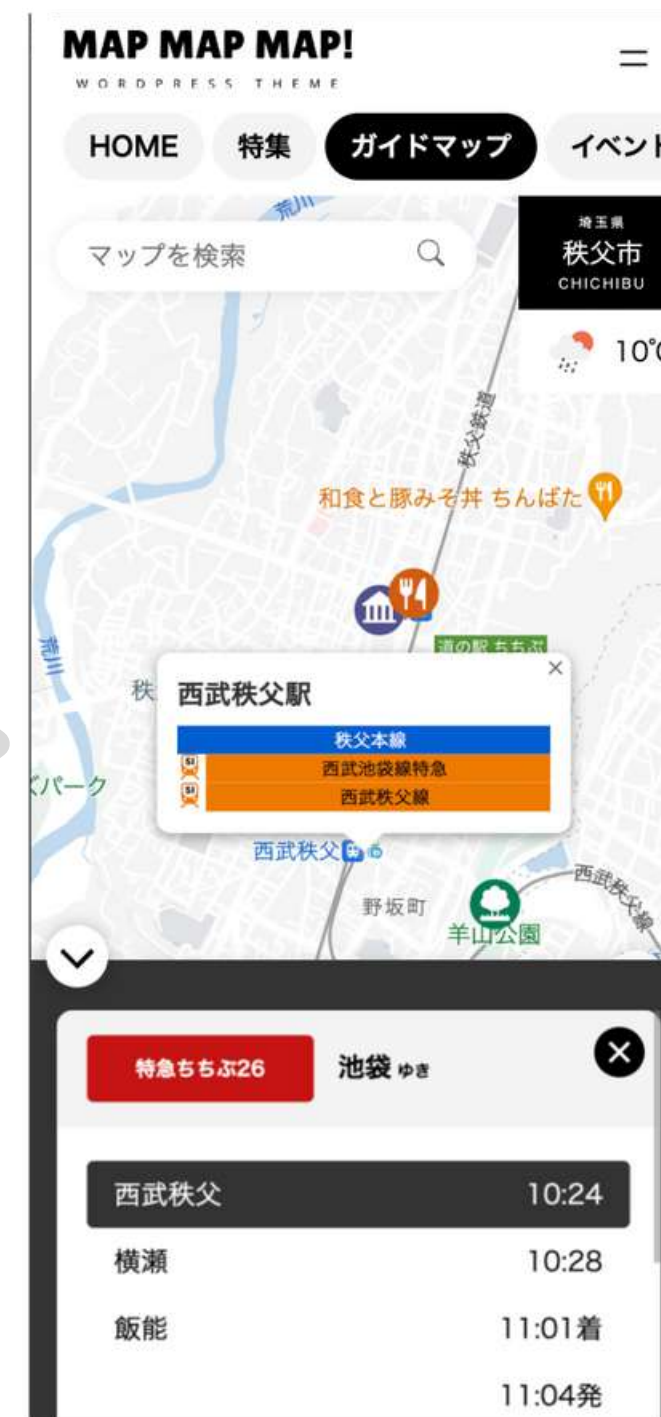 MAP MAP MAP!
WORDPRESS THEME
HOME 特集 ガイドマップ イベント
荒川
マップを検索
埼玉県
秩父市
CHICHIBU
10°C
秩父鉄道
和食と豚みそ丼 ちんばた
道の駅 ちちぶ
荒川
秩
西武秩父駅
×
秩父本線
SI 西武池袋線特急
SI 西武秩父線
ズパーク
西武秩父
西武秩父線
野坂町
羊山公園
特急ちちぶ26 池袋 ゆき
西武秩父 10:24
横瀬 10:28
飯能 11:01着
11:04発